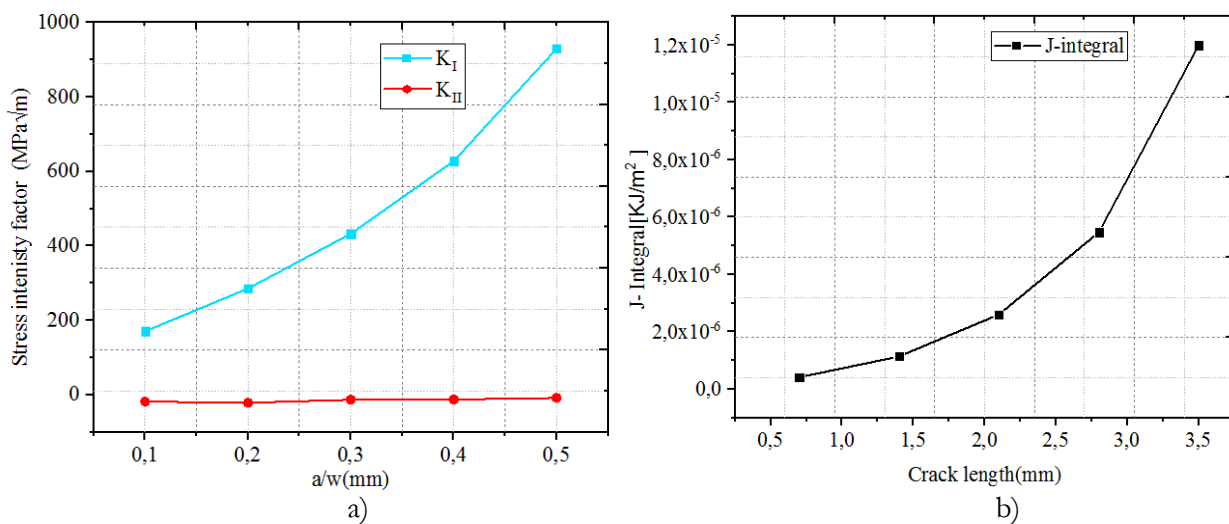 1000
800
600
400
200
0
Stress intenisty factor (MPa√m)
K_I
K_II
0,1 0,2 0,3 0,4 0,5
a/w(mm)
a)
1,2x10⁻⁵
1,0x10⁻⁵
8,0x10⁻⁶
6,0x10⁻⁶
4,0x10⁻⁶
2,0x10⁻⁶
0,0
J- Integral[KJ/m²]
J-integral
0,5 1,0 1,5 2,0 2,5 3,0 3,5
Crack length(mm)
b)